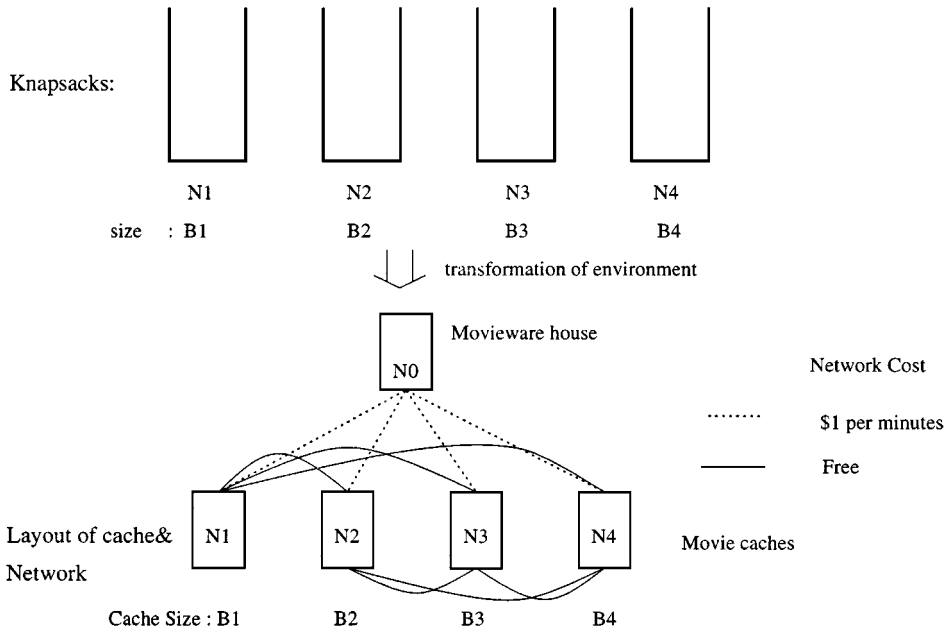 Knapsacks:
N1 N2 N3 N4
size : B1 B2 B3 B4
transformation of environment
Movieware house
N0
Network Cost
$1 per minutes
Free
Layout of cache&
Network
N1 N2 N3 N4
Movie caches
Cache Size : B1 B2 B3 B4